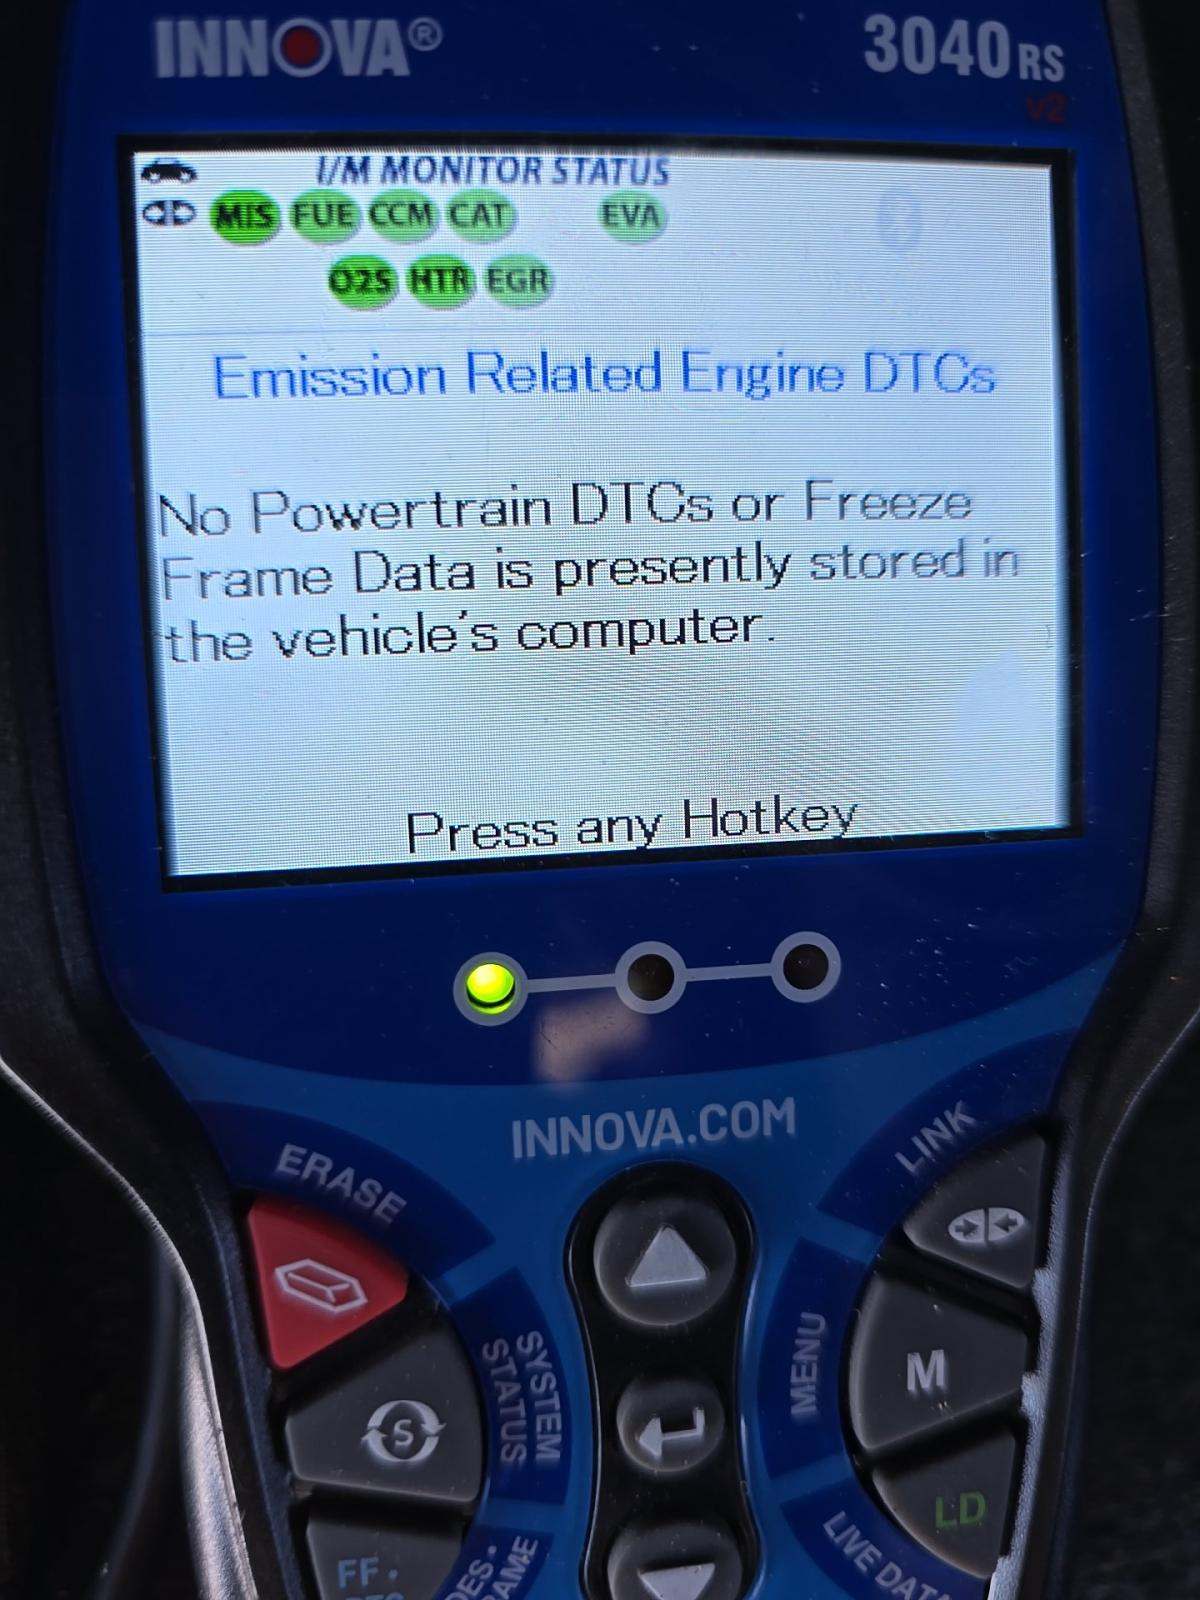 INNOVA® 3040RS
v2
I/M MONITOR STATUS
MIS FUE CCM CAT EVA
O2S HTR EGR
Emission Related Engine DTCs
No Powertrain DTCs or Freeze
Frame Data is presently stored in
the vehicle's computer.
Press any Hotkey
INNOVA.COM
ERASE
LINK
SYSTEM
STATUS
S
MENU
M
LD
LIVE DATA
FF.